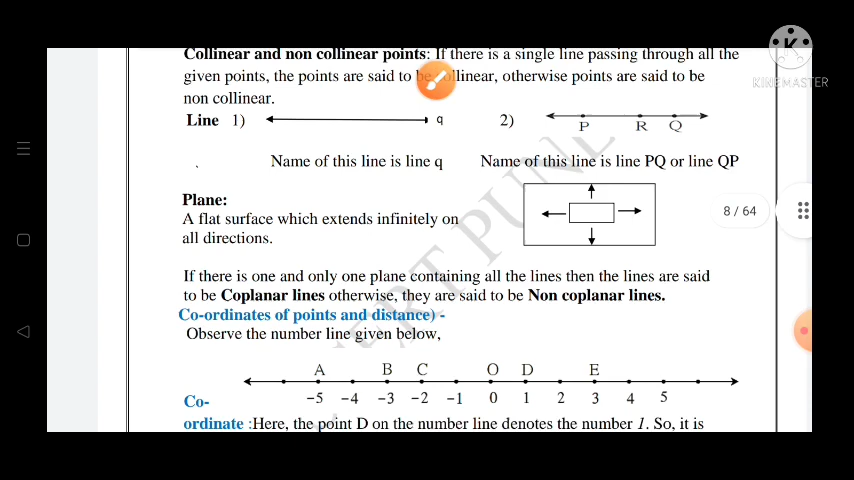 Collinear and non collinear points: If there is a single line passing through all the
given points, the points are said to be collinear, otherwise points are said to be
non collinear.
Line 1) q 2) P R Q
Name of this line is line q Name of this line is line PQ or line QP
Plane:
A flat surface which extends infinitely on
all directions.
If there is one and only one plane containing all the lines then the lines are said
to be Coplanar lines otherwise, they are said to be Non coplanar lines.
Co-ordinates of points and distance) -
Observe the number line given below,
A B C O D E
-5 -4 -3 -2 -1 0 1 2 3 4 5
Co-
ordinate :Here, the point D on the number line denotes the number 1. So, it is
8 / 64
K
KINEMASTER